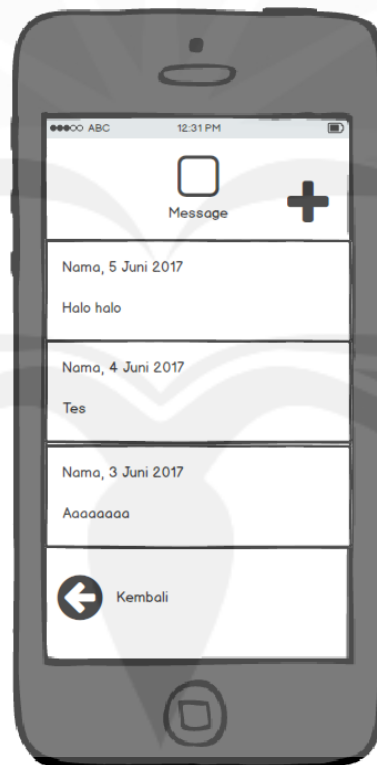 ABC 12:31 PM
Message
Nama, 5 Juni 2017
Halo halo
Nama, 4 Juni 2017
Tes
Nama, 3 Juni 2017
Aaaaaaaa
Kembali